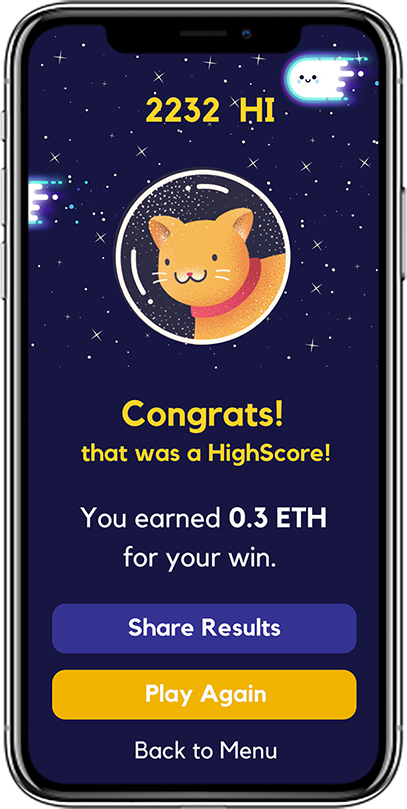 2232 HI
Congrats!
that was a HighScore!
You earned 0.3 ETH
for your win.
Share Results
Play Again
Back to Menu